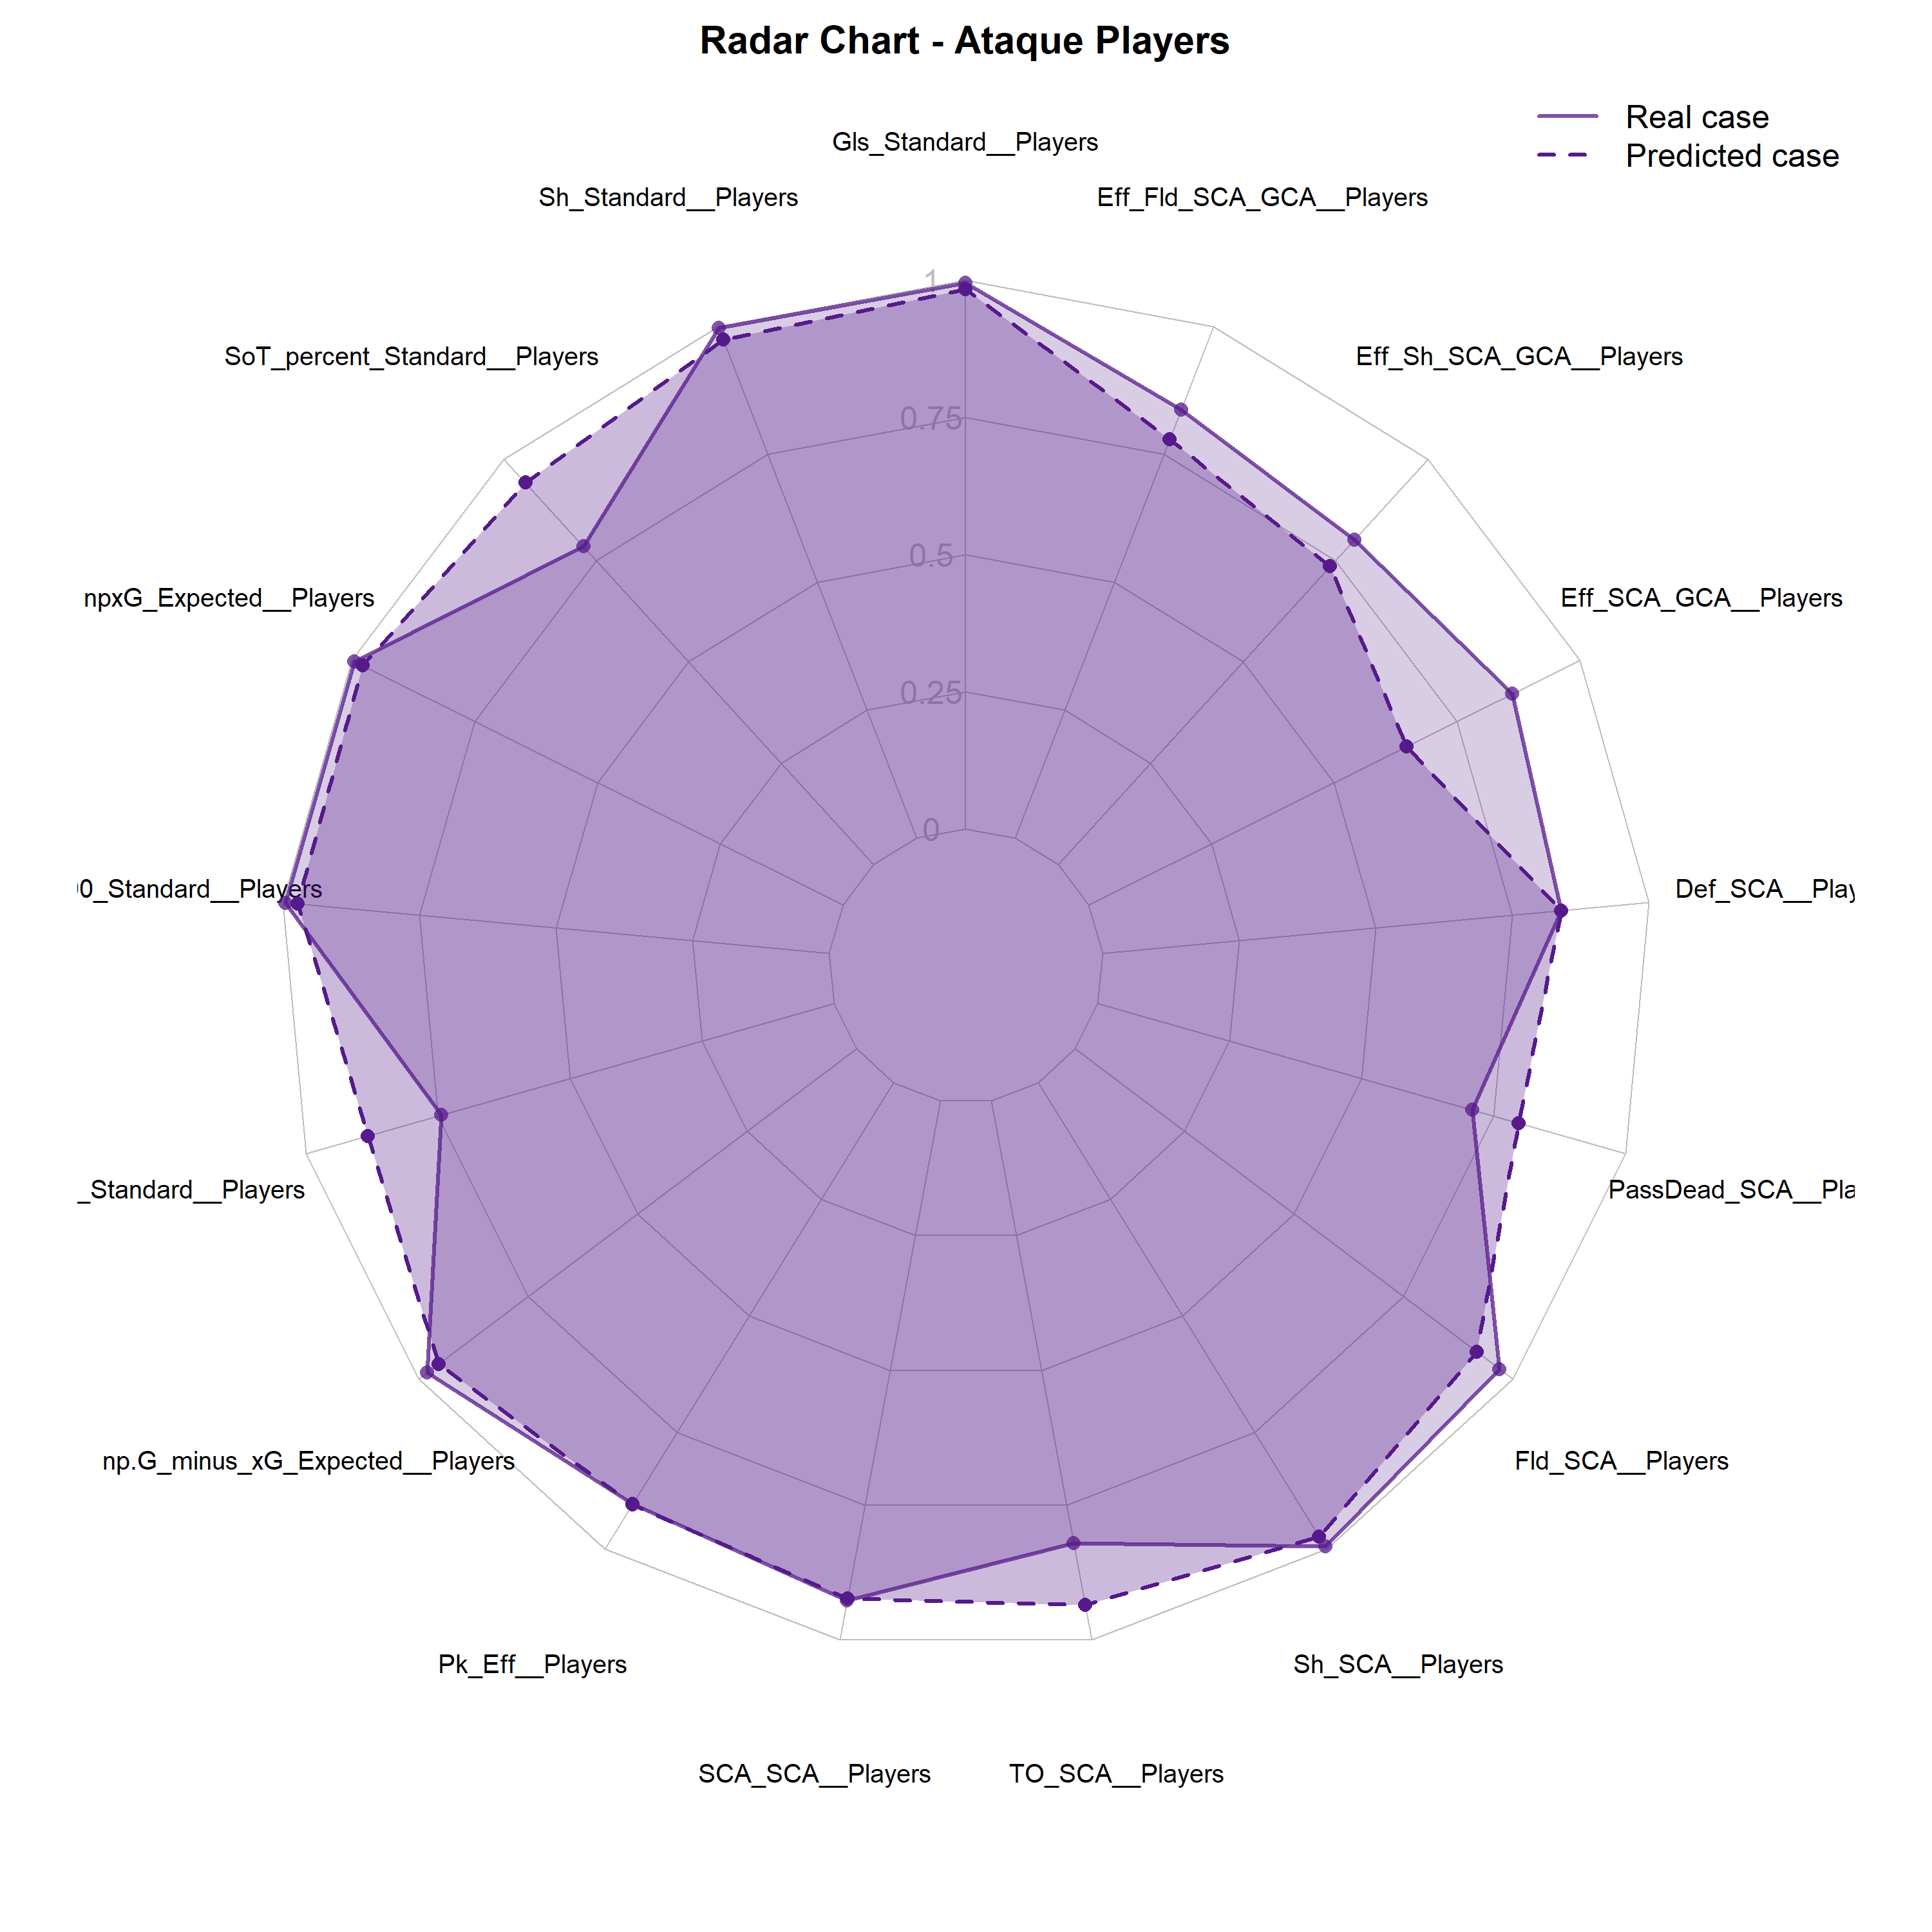 Radar Chart - Ataque Players
Real case
Predicted case
Gls_Standard__Players
Sh_Standard__Players
Eff_Fld_SCA_GCA__Players
SoT_percent_Standard__Players
Eff_Sh_SCA_GCA__Players
npxG_Expected__Players
Eff_SCA_GCA__Players
0_Standard__Players
Def_SCA__Play
_Standard__Players
PassDead_SCA__Pla
np.G_minus_xG_Expected__Players
Fld_SCA__Players
Pk_Eff__Players
Sh_SCA__Players
SCA_SCA__Players
TO_SCA__Players
1
0.75
0.5
0.25
0